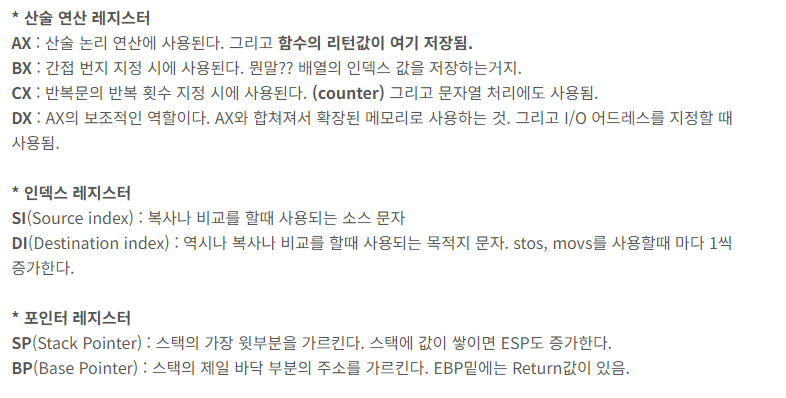 * 산술 연산 레지스터
AX : 산술 논리 연산에 사용된다. 그리고 함수의 리턴값이 여기 저장됨.
BX : 간접 번지 지정 시에 사용된다. 뭔말?? 배열의 인덱스 값을 저장하는거지.
CX : 반복문의 반복 횟수 지정 시에 사용된다. (counter) 그리고 문자열 처리에도 사용됨.
DX : AX의 보조적인 역할이다. AX와 합쳐져서 확장된 메모리로 사용하는 것. 그리고 I/O 어드레스를 지정할 때
사용됨.
* 인덱스 레지스터
SI(Source index) : 복사나 비교를 할때 사용되는 소스 문자
DI(Destination index) : 역시나 복사나 비교를 할때 사용되는 목적지 문자. stos, movs를 사용할때 마다 1씩
증가한다.
* 포인터 레지스터
SP(Stack Pointer) : 스택의 가장 윗부분을 가르킨다. 스택에 값이 쌓이면 ESP도 증가한다.
BP(Base Pointer) : 스택의 제일 바닥 부분의 주소를 가르킨다. EBP밑에는 Return값이 있음.